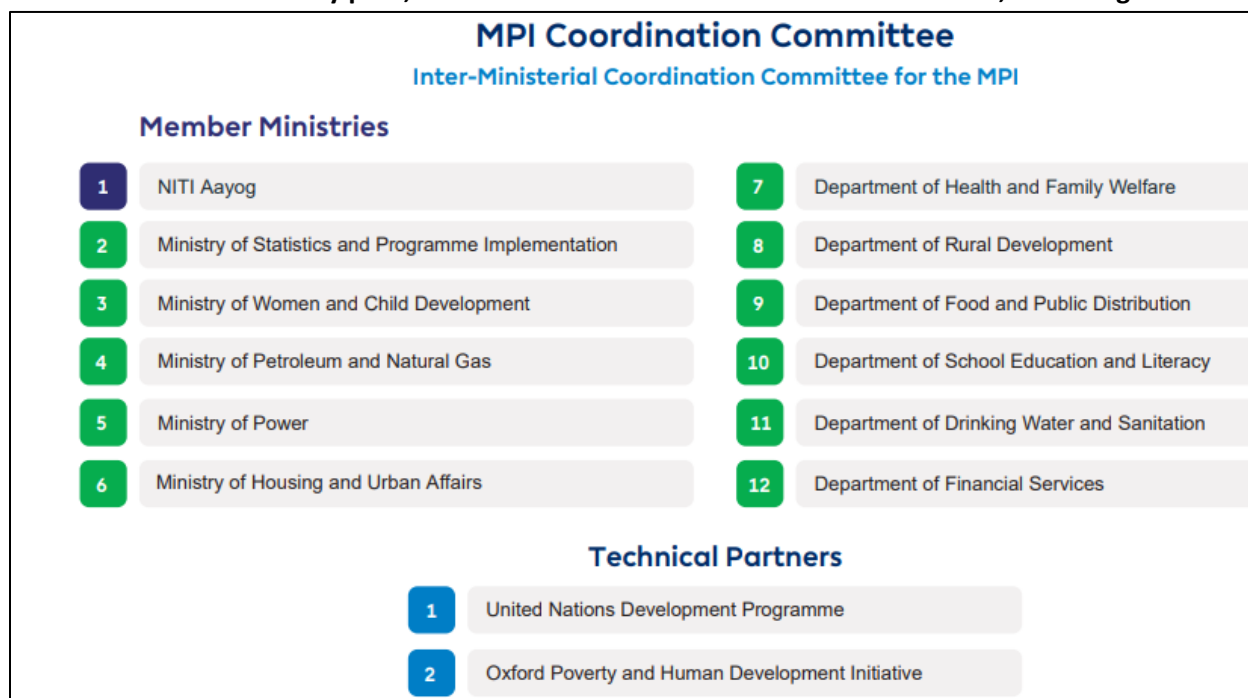 MPI Coordination Committee
Inter-Ministerial Coordination Committee for the MPI
Member Ministries
1 NITI Aayog
2 Ministry of Statistics and Programme Implementation
3 Ministry of Women and Child Development
4 Ministry of Petroleum and Natural Gas
5 Ministry of Power
6 Ministry of Housing and Urban Affairs
7 Department of Health and Family Welfare
8 Department of Rural Development
9 Department of Food and Public Distribution
10 Department of School Education and Literacy
11 Department of Drinking Water and Sanitation
12 Department of Financial Services
Technical Partners
1 United Nations Development Programme
2 Oxford Poverty and Human Development Initiative